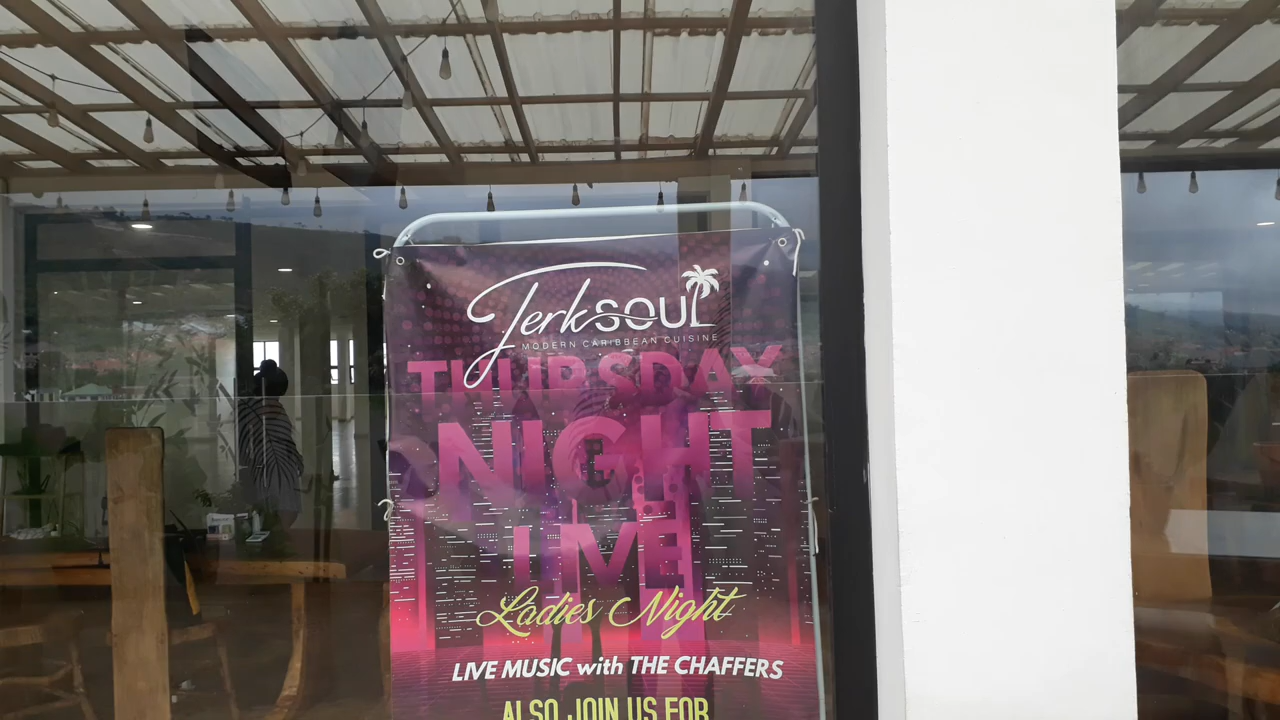 JerkSOUL
MODERN CARIBBEAN CUISINE
THURSDAY
NIGHT
LIVE
Ladies Night
LIVE MUSIC with THE CHAFFERS
ALSO JOIN US FOR